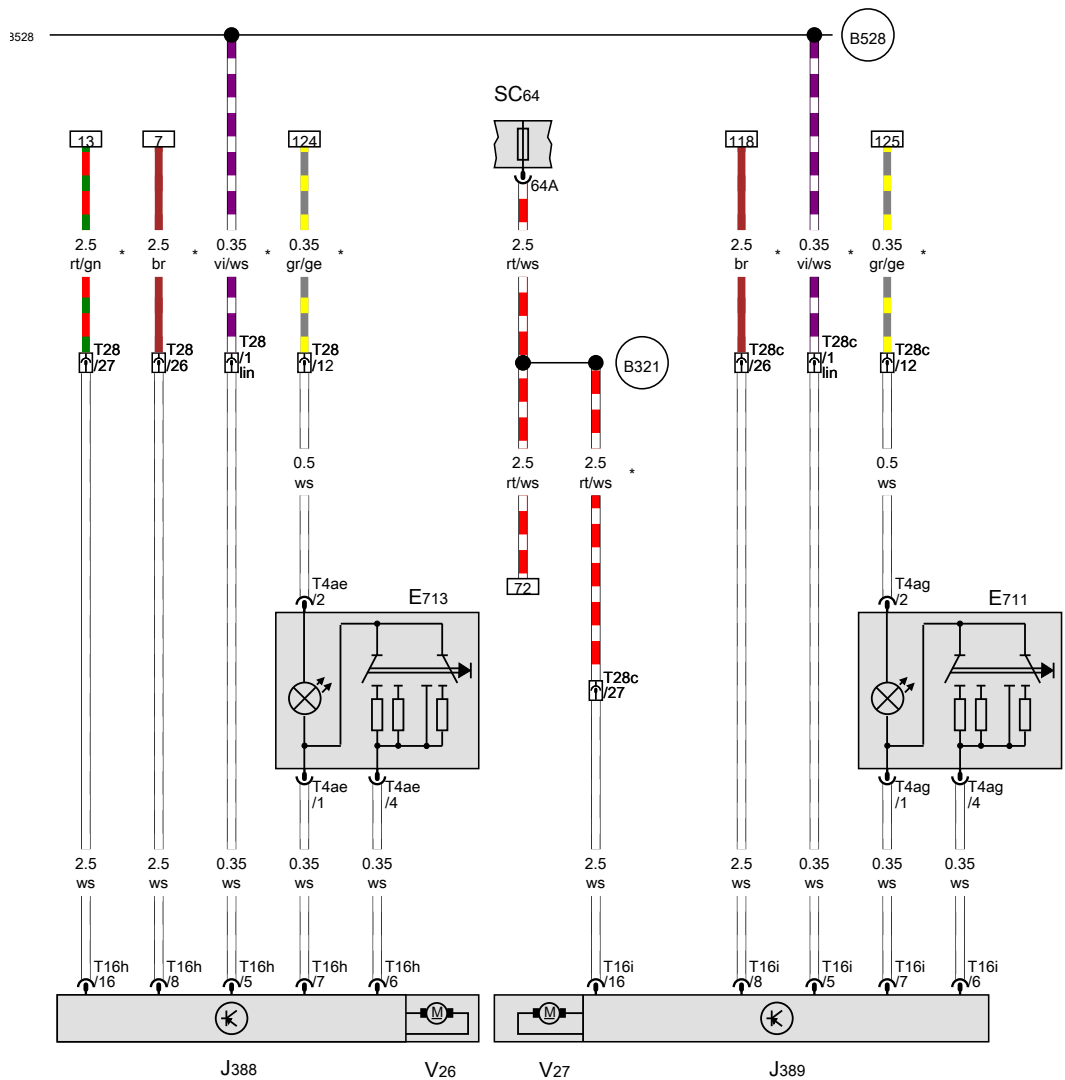 B528
SC64
13
7
124
118
125
64A
2.5
rt/gn
*
2.5
br
*
0.35
vi/ws
*
0.35
gr/ge
*
2.5
rt/ws
2.5
br
*
0.35
vi/ws
*
0.35
gr/ge
*
T28
/27
T28
/26
T28
/1
lin
T28
/12
B321
T28c
/26
T28c
/1
lin
T28c
/12
0.5
ws
2.5
rt/ws
2.5
rt/ws
*
0.5
ws
T4ae
/2
E713
72
T4ag
/2
E711
T28c
/27
T4ae
/1
T4ae
/4
T4ag
/1
T4ag
/4
2.5
ws
2.5
ws
0.35
ws
0.35
ws
0.35
ws
2.5
ws
2.5
ws
0.35
ws
0.35
ws
0.35
ws
T16h
/16
T16h
/8
T16h
/5
T16h
/7
T16h
/6
T16i
/16
T16i
/8
T16i
/5
T16i
/7
T16i
/6
M
M
J388
V26
V27
J389